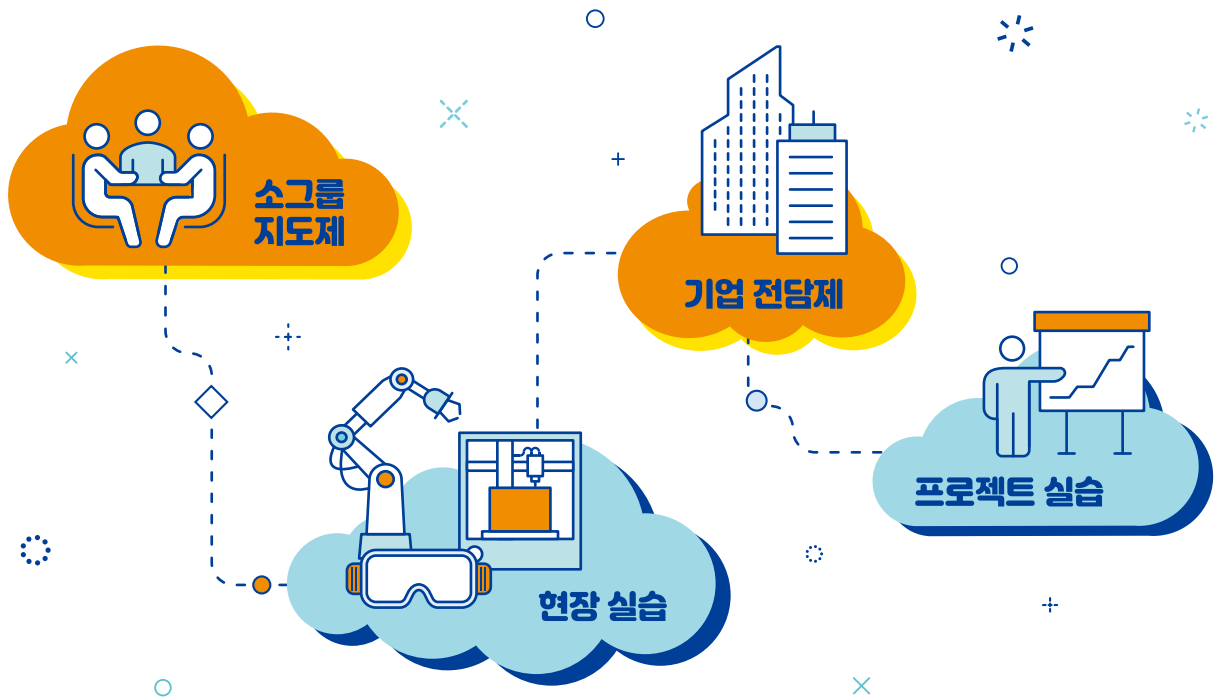 소그룹
지도제
기업 전담제
프로젝트 실습
현장 실습